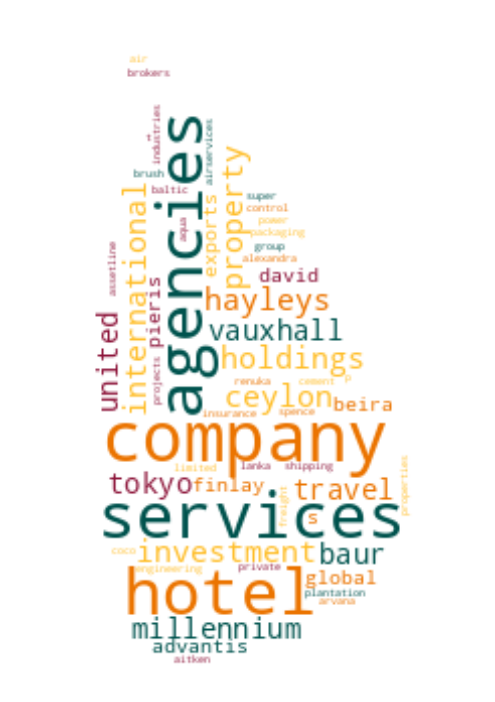 air
brokers
industries
airservices
brush
baltic
agencies
aqua
international
exports
property
super
control
power
packaging
group
alexandra
assetline
david
pieris
hayleys
united
vauxhall
holdings
projects
renuka
cement
p
ceylon
beira
insurance
spence
company
limited
lanka
shipping
tokyo
finlay
travel
properties
freight
services
s
coco
investment
baur
engineering
private
hotel
global
plantation
arvana
millennium
advantis
aitken